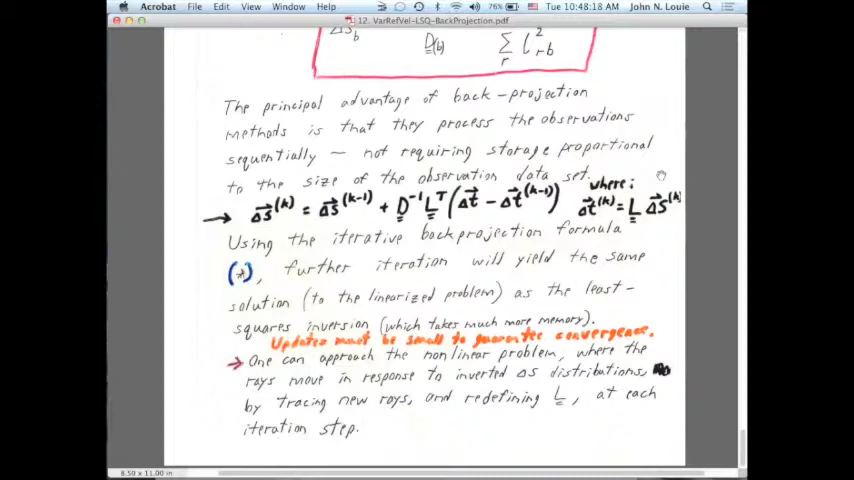 Acrobat File Edit View Window Help 76% Tue 10:48:18 AM John N. Louie
12. VarRefVel-LSQ-BackProjection.pdf
ΔS_b D(b) Σ_r l²_rb
The principal advantage of back-projection
methods is that they process the observations
sequentially — not requiring storage proportional
to the size of the observation data set. where:
→ Δs^(k) = Δs^(k-1) + D^-1 L^T (Δt - Δt^(k-1)) Δt^(k) = L Δs^(k)
Using the iterative backprojection formula
(*), further iteration will yield the same
solution (to the linearized problem) as the least-
squares inversion (which takes much more memory).
Updates must be small to guarantee convergence.
→ One can approach the nonlinear problem, where the
rays move in response to inverted Δs distributions,
by tracing new rays, and redefining L, at each
iteration step.
8.50 x 11.00 in